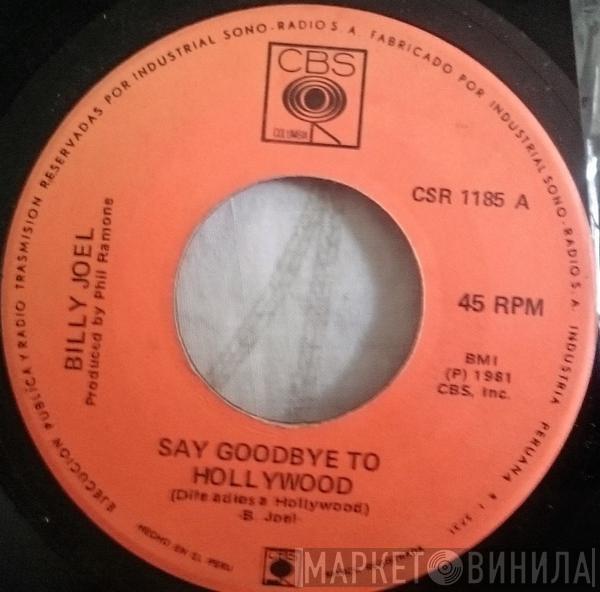 EJECUCION PUBLICA Y RADIO TRASMISION RESERVADAS POR INDUSTRIAL SONO-RADIO S.A. FABRICADO POR INDUSTRIAL SONO-RADIO S.A. INDUSTRIA PERUANA
CBS
COLUMBIA
CSR 1185 A
BILLY JOEL
Produced by Phil Ramone
45 RPM
BMI
(P) 1981
CBS, Inc.
SAY GOODBYE TO
HOLLYWOOD
(Dile adios a Hollywood)
-B. Joel-
HECHO EN EL PERU
CBS
МАРКЕТ ВИНИЛА